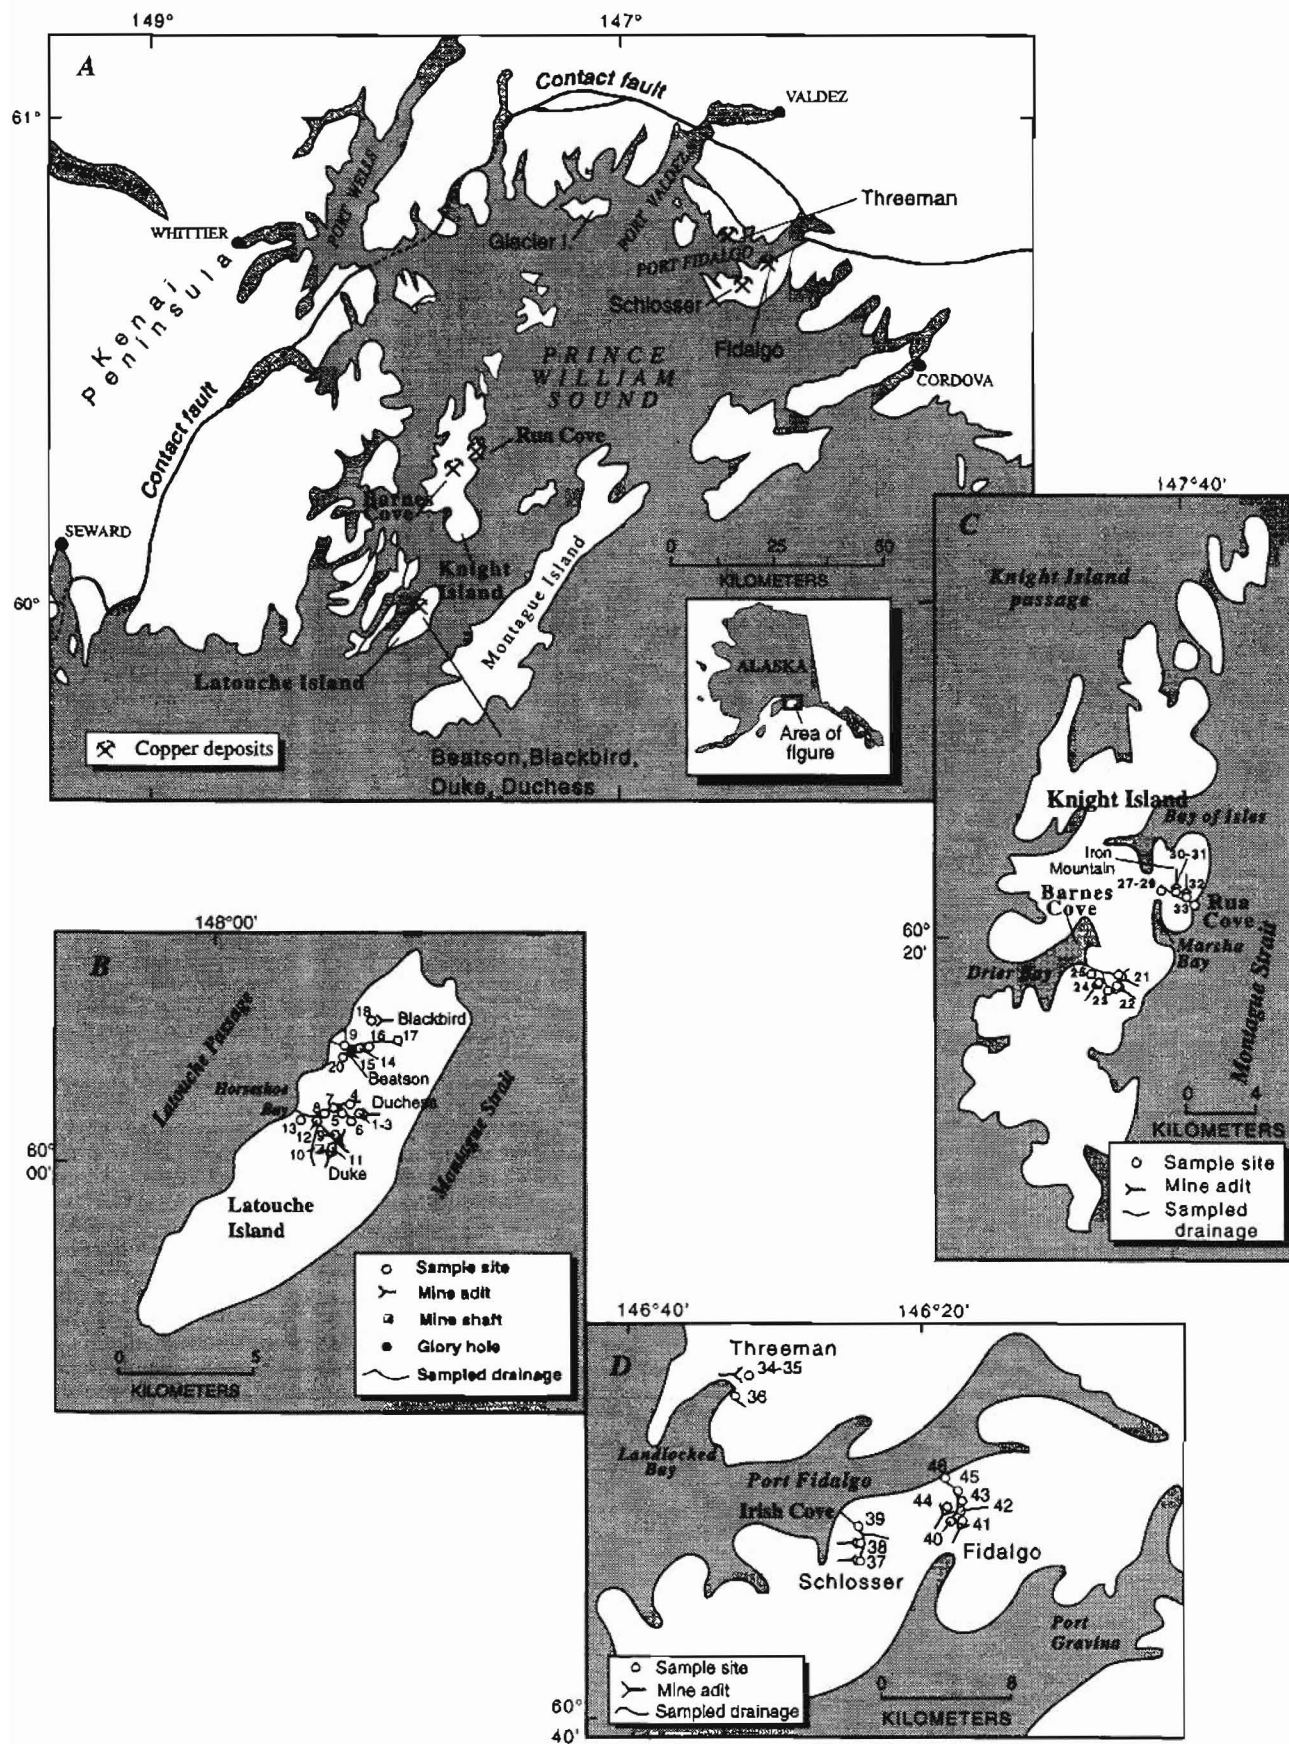 149°
147°
A
Contact fault
VALDEZ
61°
PORT WELLS
PORT VALDEZ
Threeman
WHITTIER
Glacier I.
PORT FIDALGO
Schlosser
Kenai
Peninsula
Fidalgo
PRINCE
WILLIAM
SOUND
CORDOVA
Contact fault
Rua Cove
Barnes
Cove
SEWARD
Knight
Island
Montague Island
0 25 50
KILOMETERS
60°
Latouche Island
ALASKA
Area of
figure
Copper deposits
Beatson, Blackbird,
Duke, Duchess
147°40'
C
Knight Island
passage
Knight Island
Bay of Isles
Iron
Mountain
30-31
27-29
32
33
Barnes
Cove
Rua
Cove
60°
20'
Marsha
Bay
Drier Bay
25
21
24
23
22
Montague Strait
0 4
KILOMETERS
Sample site
Mine adit
Sampled
drainage
148°00'
B
Latouche Passage
18
Blackbird
19
16
17
20
15
14
Beatson
Horseshoe
Bay
7
4
Duchess
8
5
1-3
13
6
12
9
10
11
Duke
60°
00'
Montague Strait
Latouche
Island
0 5
KILOMETERS
Sample site
Mine adit
Mine shaft
Glory hole
Sampled drainage
146°40'
146°20'
D
Threeman
34-35
36
Landlocked
Bay
Port Fidalgo
Irish Cove
46
45
43
44
42
39
38
40
41
37
Fidalgo
Schlosser
Port
Gravina
Sample site
Mine adit
Sampled drainage
0 8
KILOMETERS
60°
40'